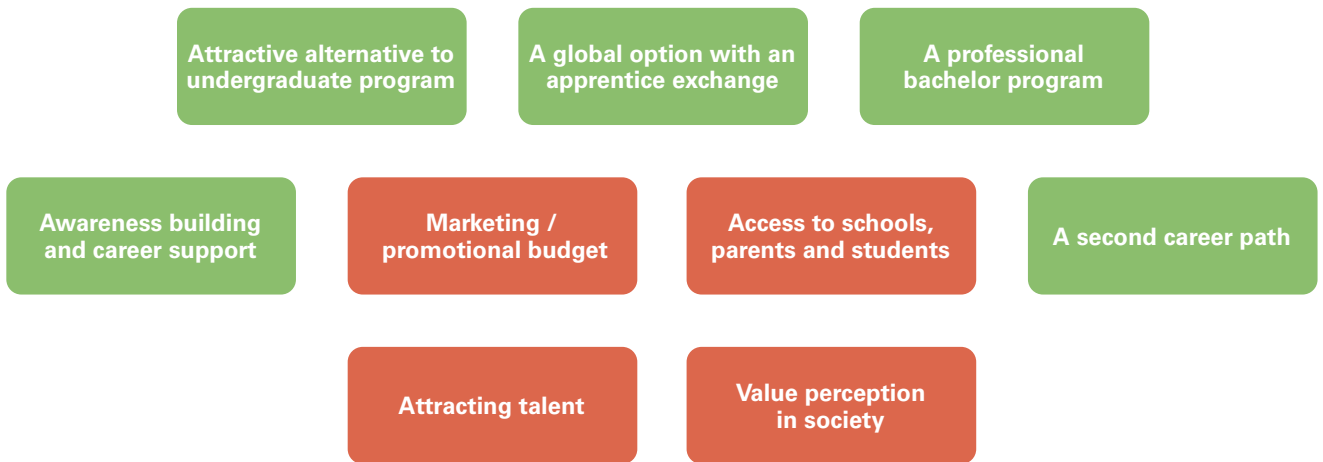 Attractive alternative to
undergraduate program
A global option with an
apprentice exchange
A professional
bachelor program
Awareness building
and career support
Marketing /
promotional budget
Access to schools,
parents and students
A second career path
Attracting talent
Value perception
in society